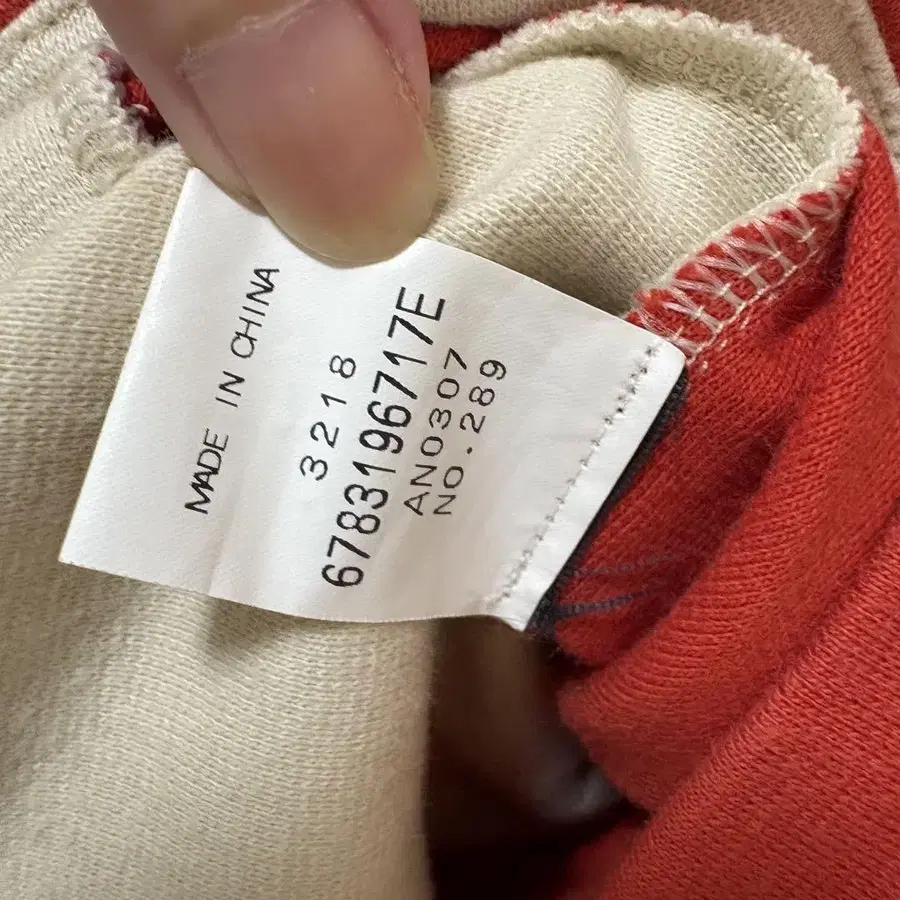 MADE IN CHINA
3218
6783196717E
AN0307
NO.289